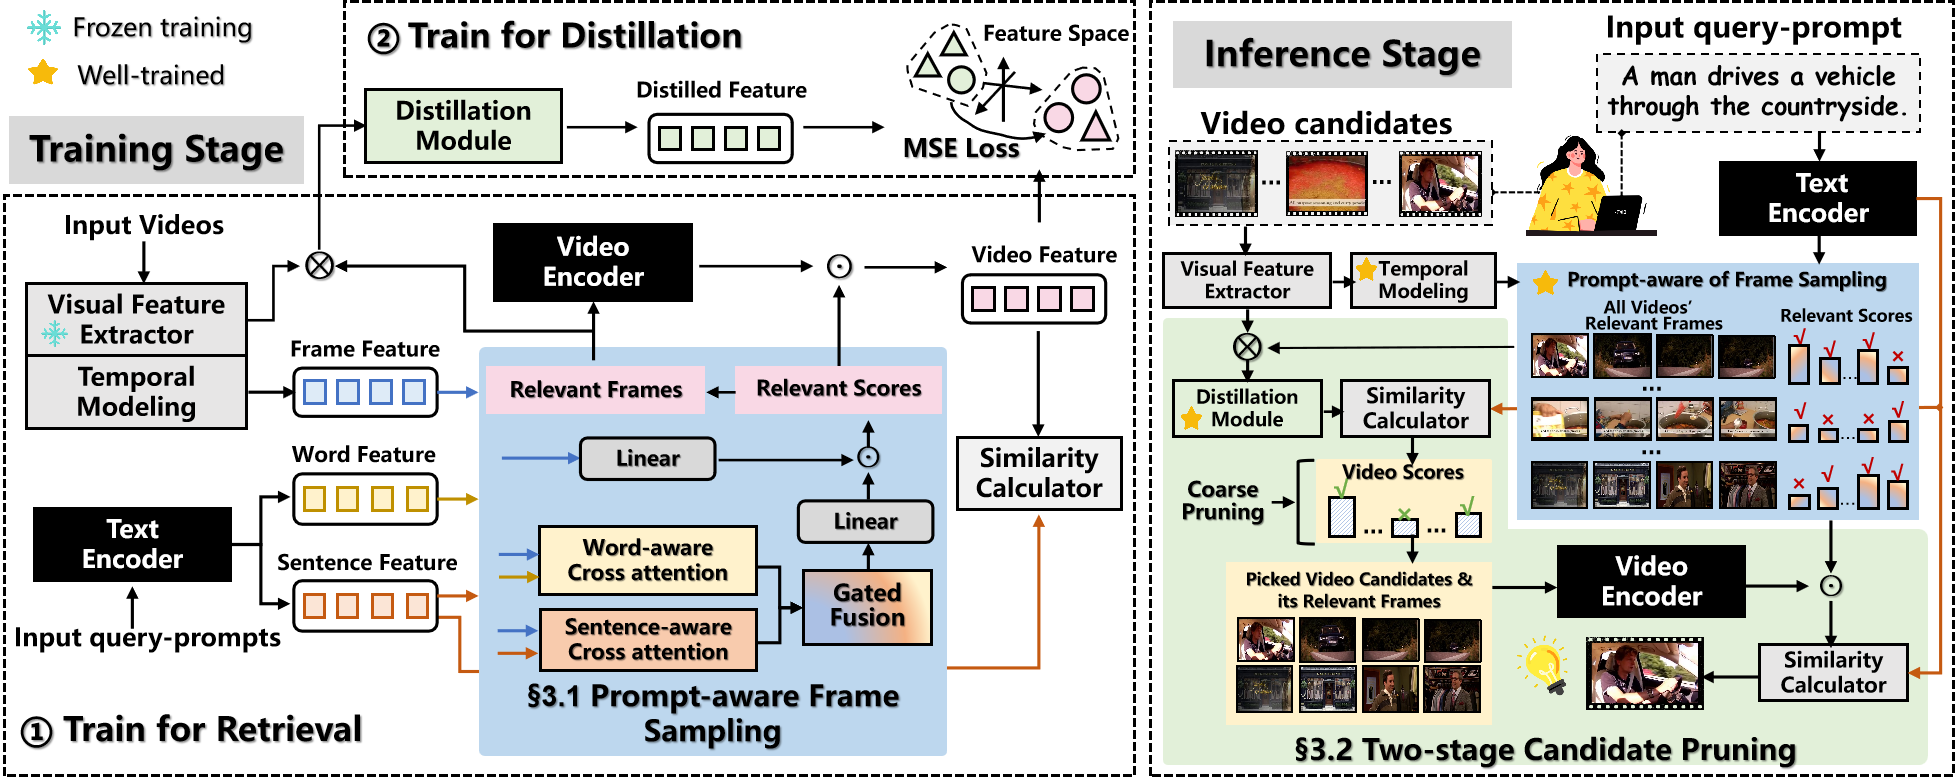 Frozen training
Well-trained
Training Stage
② Train for Distillation
Distillation
Module
Distilled Feature
Feature Space
MSE Loss
Input Videos
Visual Feature
Extractor
Temporal
Modeling
Frame Feature
Word Feature
Text
Encoder
Sentence Feature
Input query-prompts
① Train for Retrieval
Video
Encoder
Relevant Frames
Relevant Scores
Linear
Linear
Word-aware
Cross attention
Sentence-aware
Cross attention
Gated
Fusion
§3.1 Prompt-aware Frame
Sampling
Video Feature
Similarity
Calculator
Inference Stage
Input query-prompt
A man drives a vehicle
through the countryside.
Video candidates
... ...
Text
Encoder
Visual Feature
Extractor
Temporal
Modeling
Prompt-aware of Frame Sampling
All Videos'
Relevant Frames
Relevant Scores
√ √ √ ×
...
...
√ × × √
...
...
× √ √ √
...
Distillation
Module
Similarity
Calculator
Coarse
Pruning
Video Scores
√ × √
... ...
Picked Video Candidates &
its Relevant Frames
Video
Encoder
Similarity
Calculator
§3.2 Two-stage Candidate Pruning